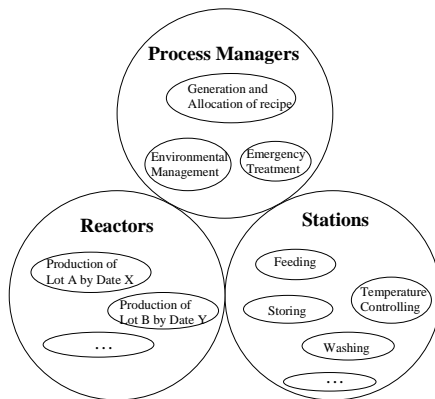 Process Managers
Generation and
Allocation of recipe
Environmental
Management
Emergency
Treatment
Reactors
Production of
Lot A by Date X
Production of
Lot B by Date Y
...
Stations
Feeding
Temperature
Controlling
Storing
Washing
...